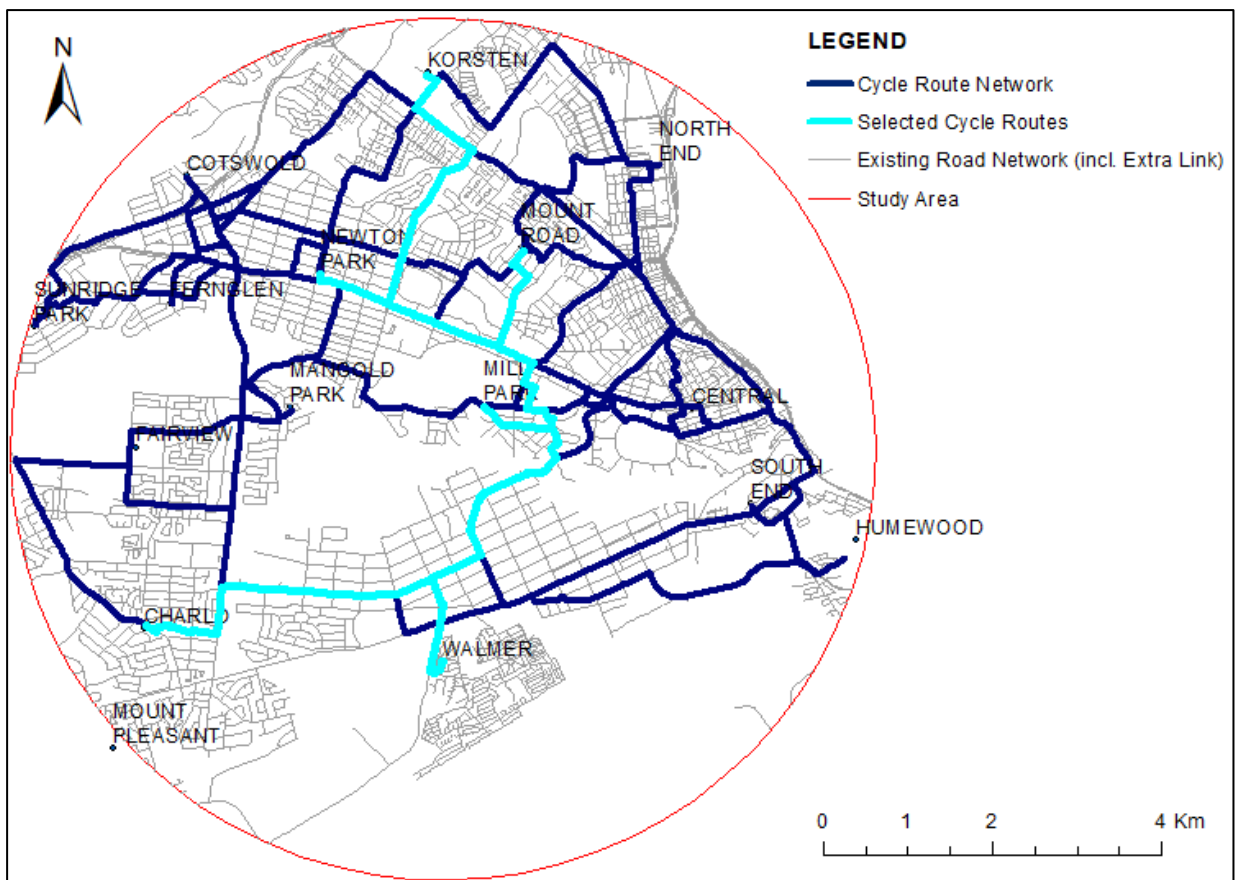 N
KORSTEN
NORTH
END
COTSWOLD
MOUNT
ROAD
NEWTON
PARK
SUNRIDGE
PARK
FERNGLEN
MANGOLD
PARK
MILL
PARK
CENTRAL
FAIRVIEW
SOUTH
END
HUMEWOOD
CHARLO
WALMER
MOUNT
PLEASANT
LEGEND
Cycle Route Network
Selected Cycle Routes
Existing Road Network (incl. Extra Link)
Study Area
0 1 2 4 Km